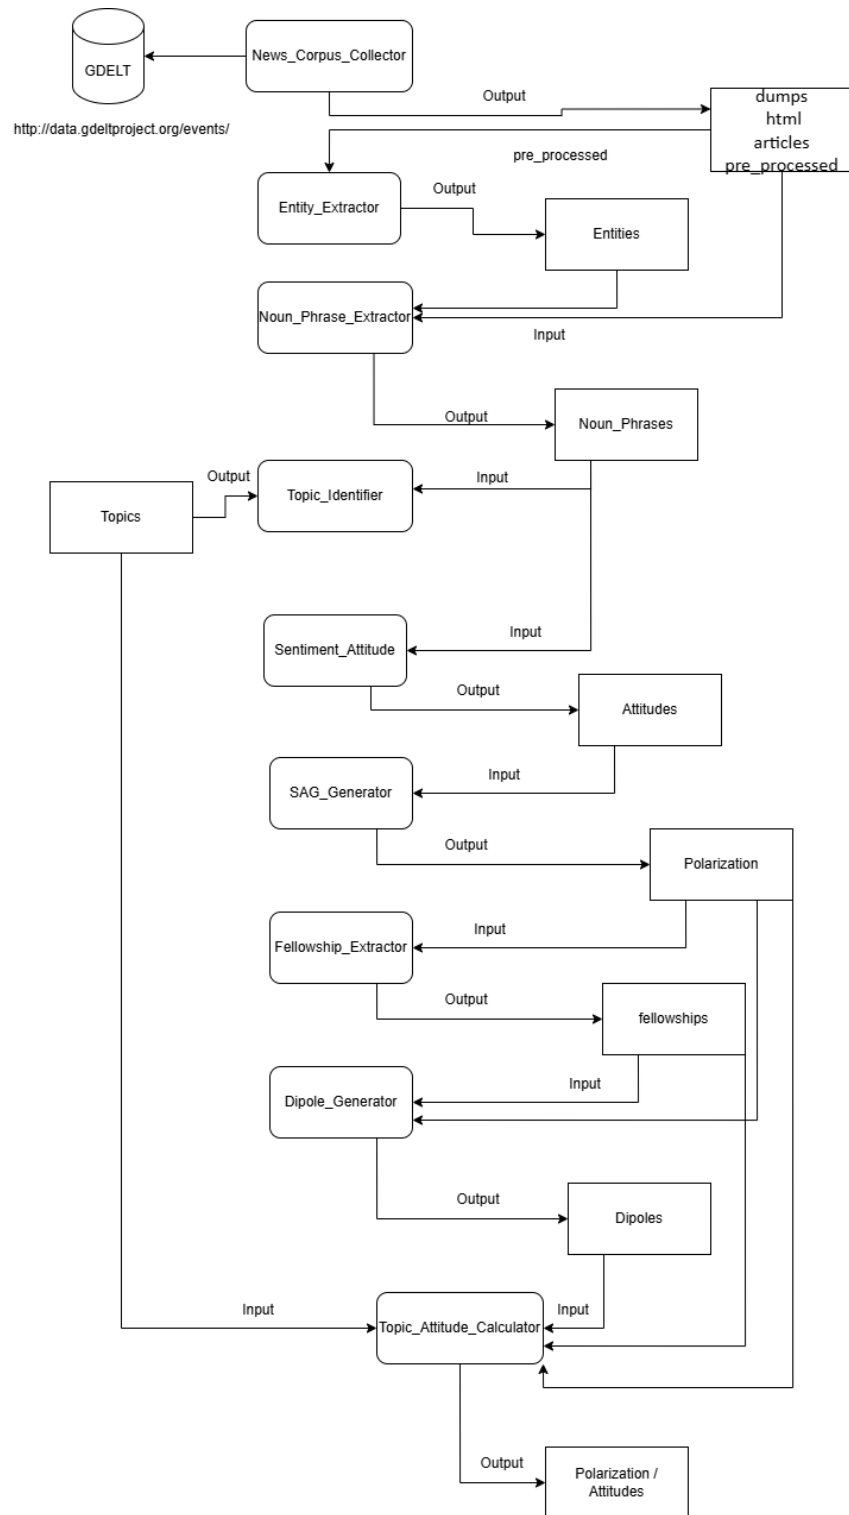 GDELT
News_Corpus_Collector
http://data.gdeltproject.org/events/
Output
dumps
html
articles
pre_processed
pre_processed
Entity_Extractor
Output
Entities
Noun_Phrase_Extractor
Input
Output
Noun_Phrases
Topics
Output
Topic_Identifier
Input
Sentiment_Attitude
Input
Output
Attitudes
SAG_Generator
Input
Output
Polarization
Fellowship_Extractor
Input
Output
fellowships
Dipole_Generator
Input
Output
Dipoles
Input
Topic_Attitude_Calculator
Input
Output
Polarization /
Attitudes